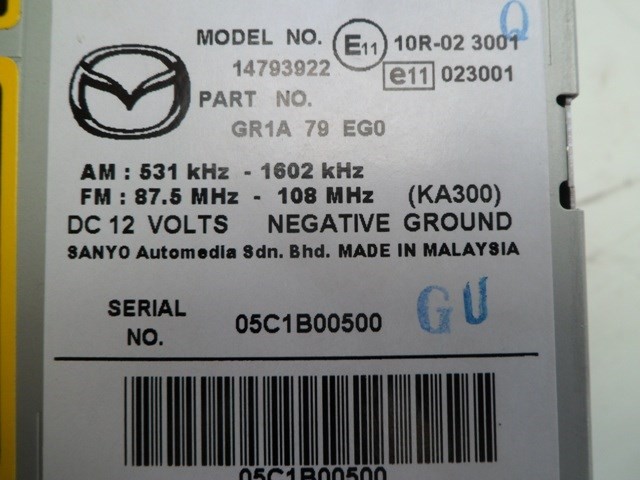 Q
MODEL NO. E11 10R-02 3001
14793922 e11 023001
PART NO.
GR1A 79 EG0
AM : 531 kHz - 1602 kHz
FM : 87.5 MHz - 108 MHz (KA300)
DC 12 VOLTS NEGATIVE GROUND
SANYO Automedia Sdn. Bhd. MADE IN MALAYSIA
SERIAL NO. 05C1B00500 GU
05C1B00500